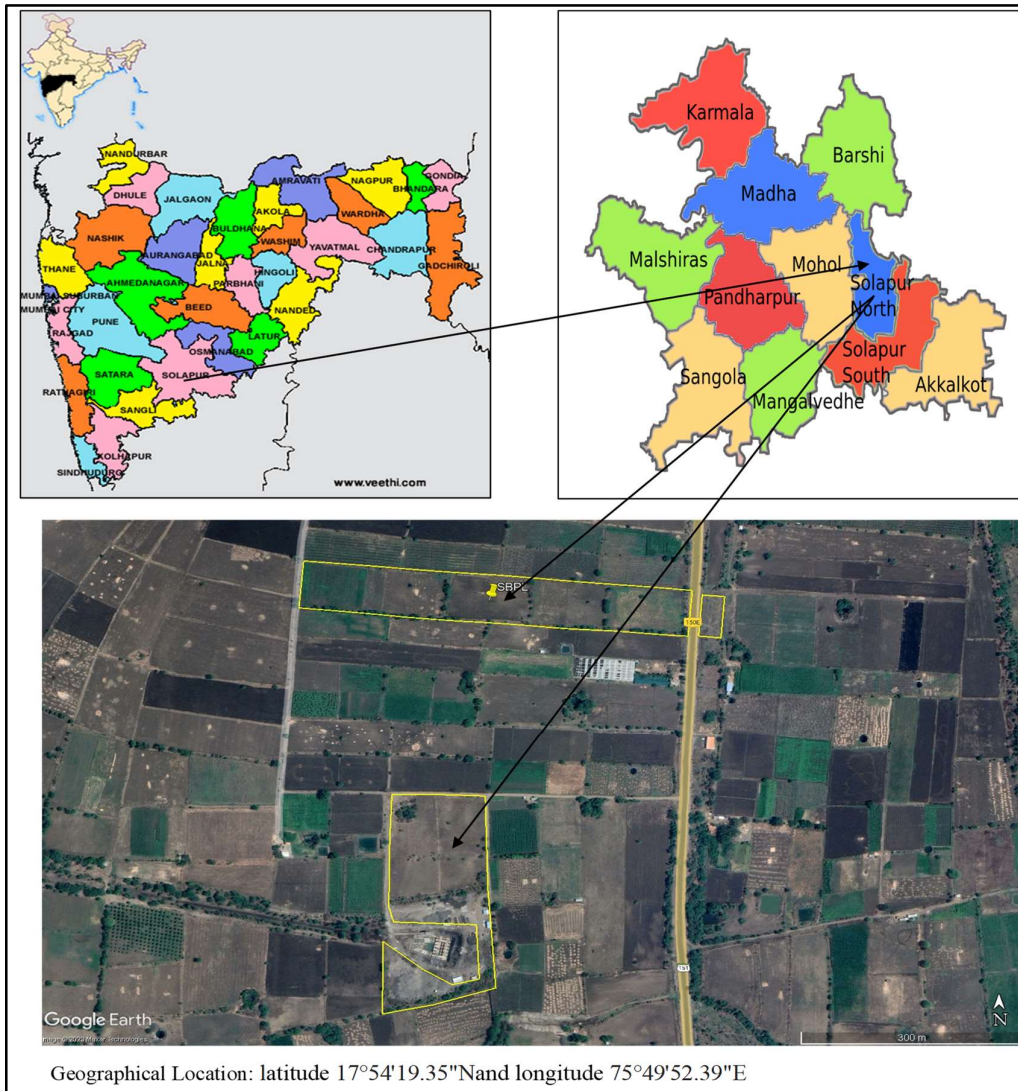 NANDURBAR
DHULE
JALGAON
AMRAVATI
NAGPUR
BHANDARA
GONDIA
NASHIK
BULDHANA
AKOLA
WARDHA
WASHIM
YAVATMAL
CHANDRAPUR
GADCHIROLI
AURANGABAD
JALNA
THANE
AHMEDANAGAR
PARBHANI
HINGOLI
NANDED
MUMBAI SUBURBAN
MUMBAI CITY
PUNE
BEED
RAJGAD
LATUR
OSMANABAD
SATARA
SOLAPUR
RATNAGIRI
SANGLI
KOLHAPUR
SINDHUDURG
www.veethi.com
Karmala
Barshi
Madha
Malshiras
Mohol
Pandharpur
Solapur
North
Solapur
South
Sangola
Mangalvedhe
Akkalkot
SBPL
150E
151
Google Earth
N
300 m
Geographical Location: latitude 17°54'19.35"Nand longitude 75°49'52.39"E